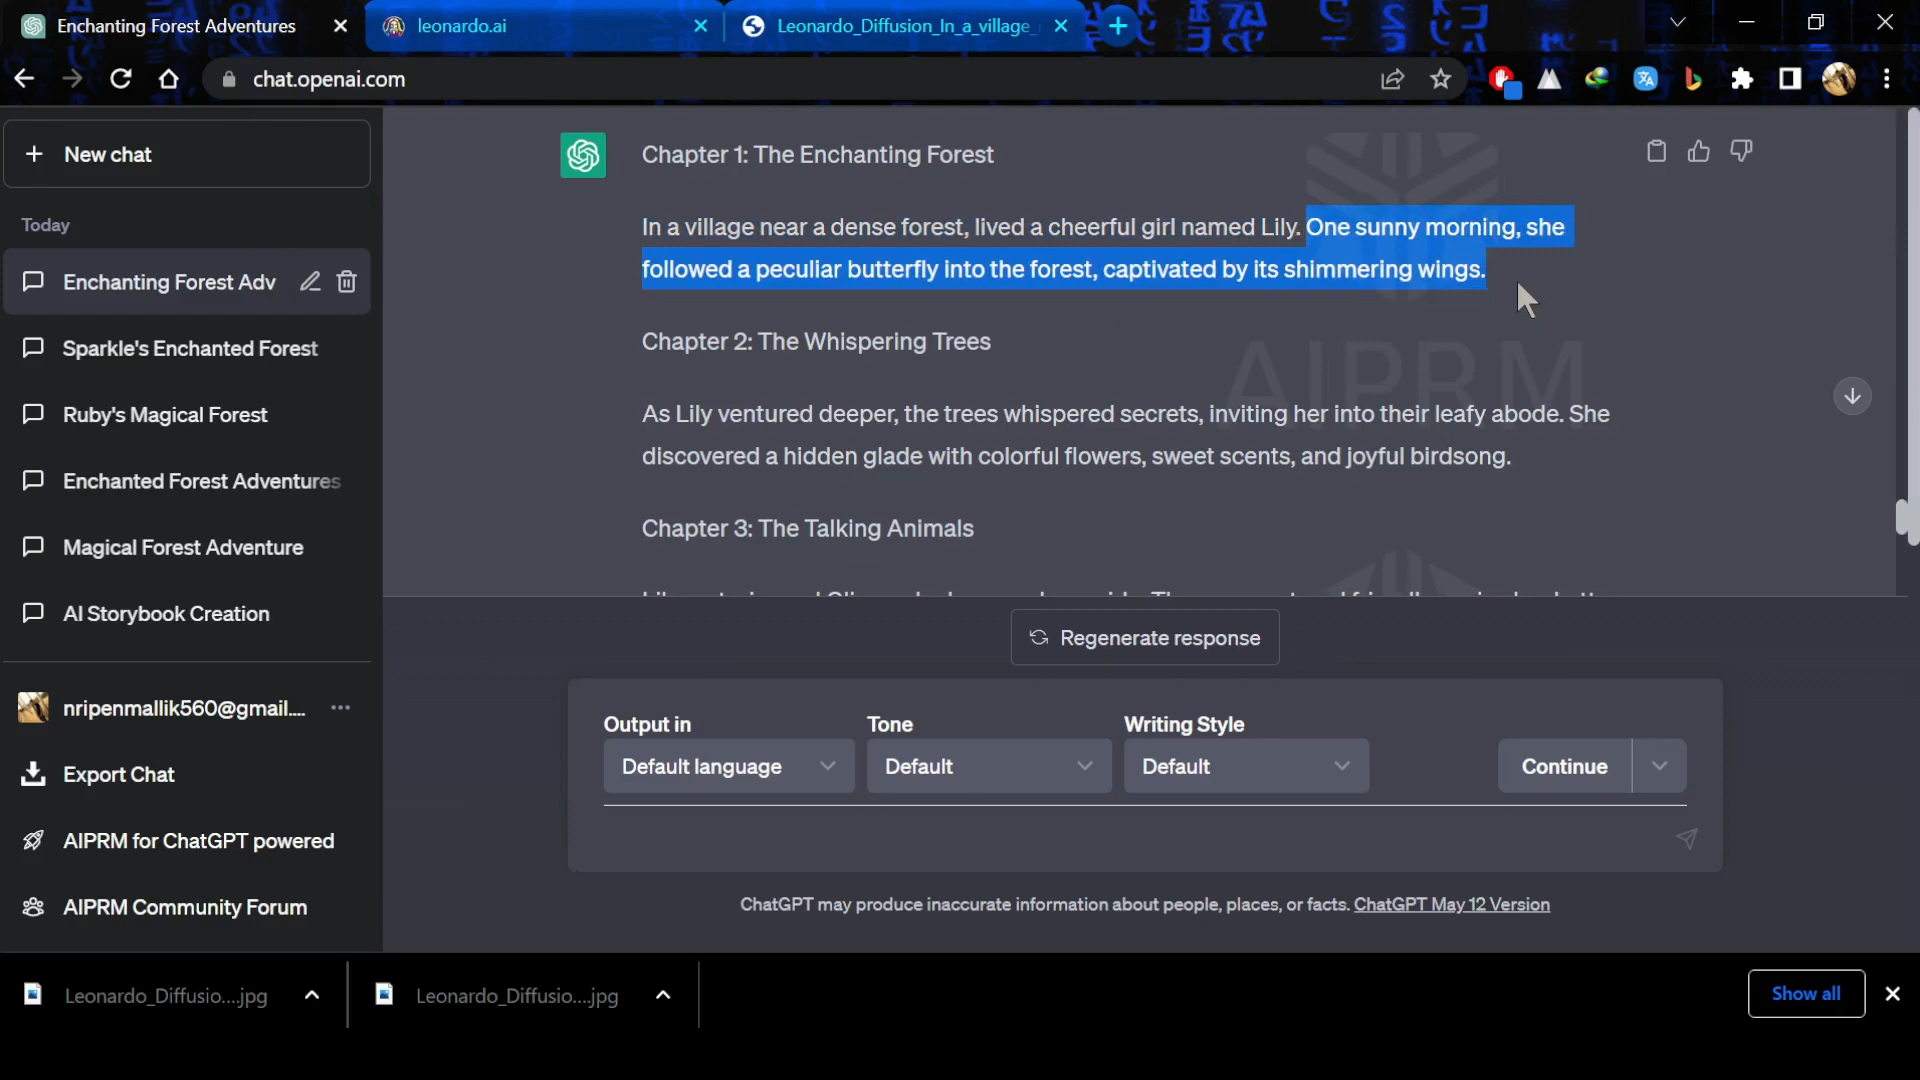 Enchanting Forest Adventures
leonardo.ai
Leonardo_Diffusion_In_a_village_
chat.openai.com
New chat
Today
Enchanting Forest Adv
Sparkle's Enchanted Forest
Ruby's Magical Forest
Enchanted Forest Adventures
Magical Forest Adventure
AI Storybook Creation
nripenmallik560@gmail....
Export Chat
AIPRM for ChatGPT powered
AIPRM Community Forum
Chapter 1: The Enchanting Forest
In a village near a dense forest, lived a cheerful girl named Lily. One sunny morning, she
followed a peculiar butterfly into the forest, captivated by its shimmering wings.
Chapter 2: The Whispering Trees
AIPRM
As Lily ventured deeper, the trees whispered secrets, inviting her into their leafy abode. She
discovered a hidden glade with colorful flowers, sweet scents, and joyful birdsong.
Chapter 3: The Talking Animals
Regenerate response
Output in
Tone
Writing Style
Default language
Default
Default
Continue
ChatGPT may produce inaccurate information about people, places, or facts. ChatGPT May 12 Version
Leonardo_Diffusio....jpg
Leonardo_Diffusio....jpg
Show all